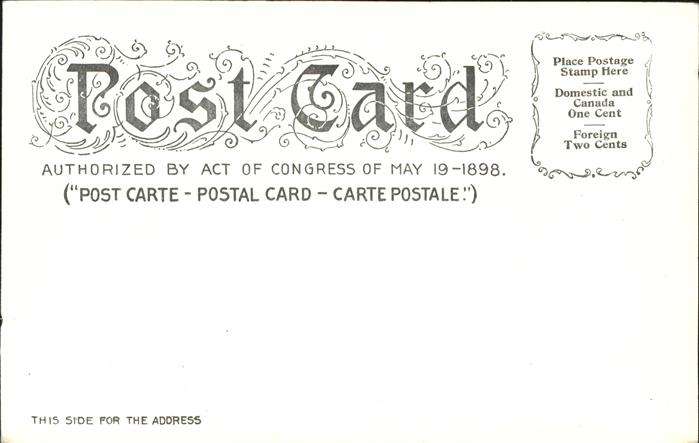 Post Card
Place Postage
Stamp Here
Domestic and
Canada
One Cent
Foreign
Two Cents
AUTHORIZED BY ACT OF CONGRESS OF MAY 19-1898.
("POST CARTE - POSTAL CARD - CARTE POSTALE.")
THIS SIDE FOR THE ADDRESS